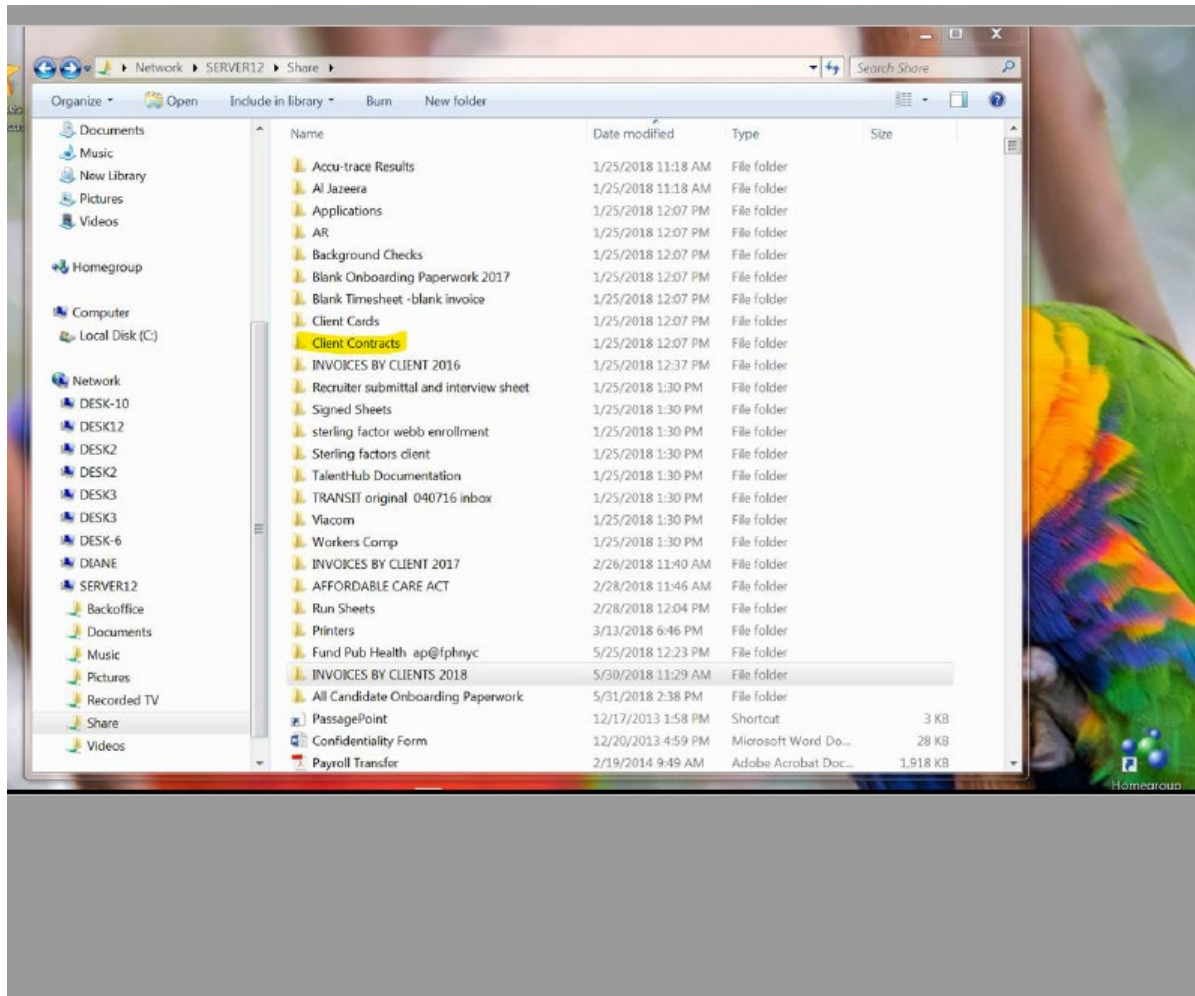 Network ▸ SERVER12 ▸ Share ▸
Search Share
Organize Open Include in library Burn New folder
Documents
Music
New Library
Pictures
Videos
Homegroup
Computer
Local Disk (C:)
Network
DESK-10
DESK12
DESK2
DESK2
DESK3
DESK3
DESK-6
DIANE
SERVER12
Backoffice
Documents
Music
Pictures
Recorded TV
Share
Videos
Name Date modified Type Size
Accu-trace Results 1/25/2018 11:18 AM File folder
Al Jazeera 1/25/2018 11:18 AM File folder
Applications 1/25/2018 12:07 PM File folder
AR 1/25/2018 12:07 PM File folder
Background Checks 1/25/2018 12:07 PM File folder
Blank Onboarding Paperwork 2017 1/25/2018 12:07 PM File folder
Blank Timesheet -blank invoice 1/25/2018 12:07 PM File folder
Client Cards 1/25/2018 12:07 PM File folder
Client Contracts 1/25/2018 12:07 PM File folder
INVOICES BY CLIENT 2016 1/25/2018 12:37 PM File folder
Recruiter submittal and interview sheet 1/25/2018 1:30 PM File folder
Signed Sheets 1/25/2018 1:30 PM File folder
sterling factor webb enrollment 1/25/2018 1:30 PM File folder
Sterling factors client 1/25/2018 1:30 PM File folder
TalentHub Documentation 1/25/2018 1:30 PM File folder
TRANSIT original 040716 inbox 1/25/2018 1:30 PM File folder
Viacom 1/25/2018 1:30 PM File folder
Workers Comp 1/25/2018 1:30 PM File folder
INVOICES BY CLIENT 2017 2/26/2018 11:40 AM File folder
AFFORDABLE CARE ACT 2/28/2018 11:46 AM File folder
Run Sheets 2/28/2018 12:04 PM File folder
Printers 3/13/2018 6:46 PM File folder
Fund Pub Health ap@fphnyc 5/25/2018 12:23 PM File folder
INVOICES BY CLIENTS 2018 5/30/2018 11:29 AM File folder
All Candidate Onboarding Paperwork 5/31/2018 2:38 PM File folder
PassagePoint 12/17/2013 1:58 PM Shortcut 3 KB
Confidentiality Form 12/20/2013 4:59 PM Microsoft Word Do... 28 KB
Payroll Transfer 2/19/2014 9:49 AM Adobe Acrobat Doc... 1,918 KB
Homegroup